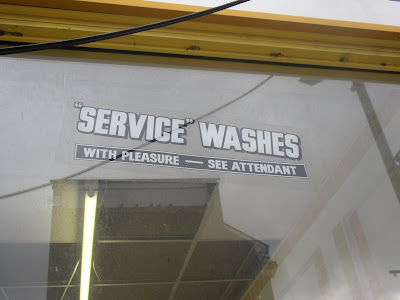 "SERVICE" WASHES
WITH PLEASURE — SEE ATTENDANT